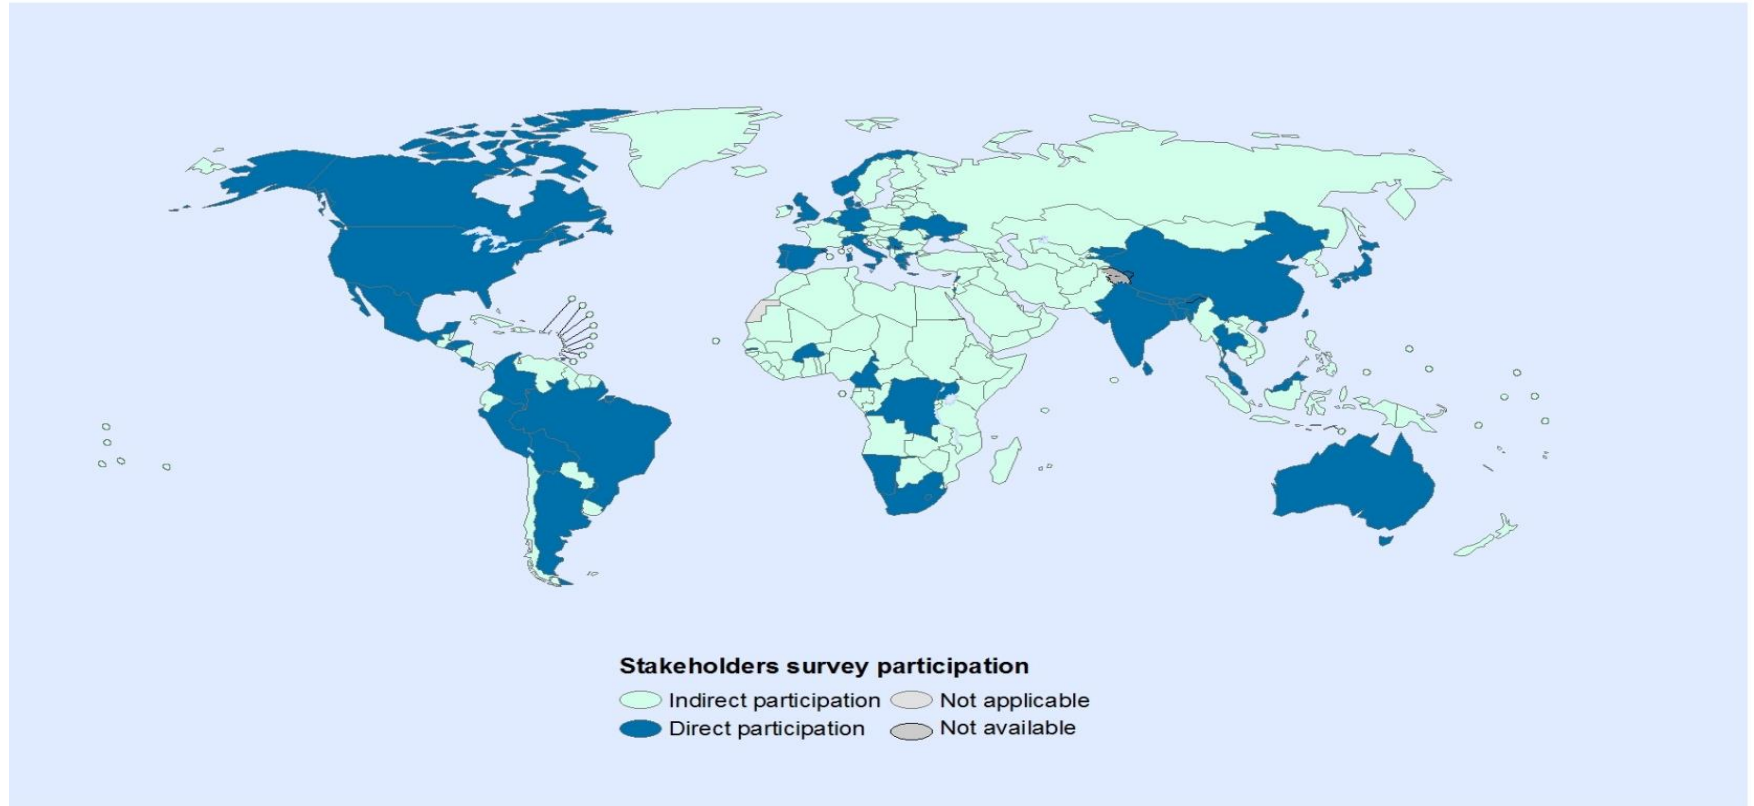 Stakeholders survey participation
Indirect participation Not applicable
Direct participation Not available